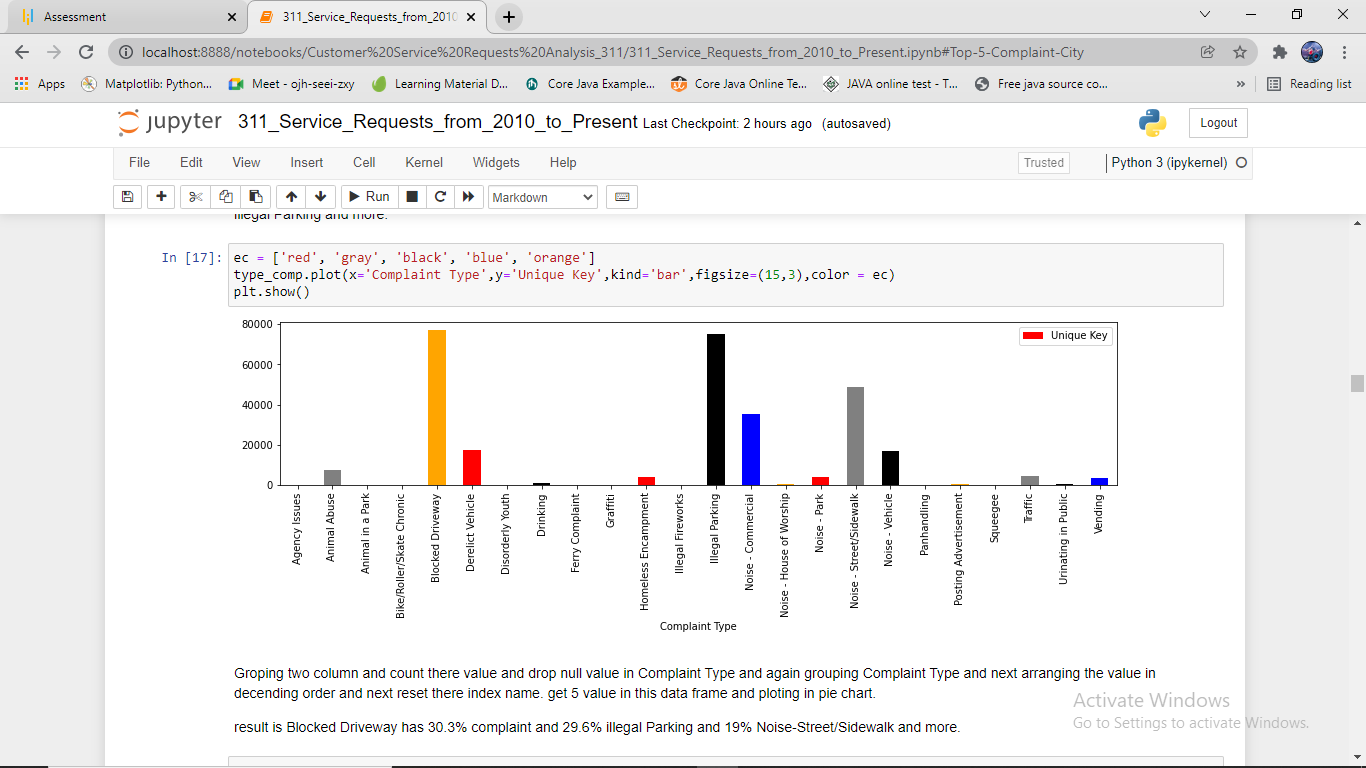 Assessment
311_Service_Requests_from_2010
localhost:8888/notebooks/Customer%20Service%20Requests%20Analysis_311/311_Service_Requests_from_2010_to_Present.ipynb#Top-5-Complaint-City
Apps Matplotlib: Python... Meet - ojh-seei-zxy Learning Material D... Core Java Example... Core Java Online Te... JAVA online test - T... Free java source co... » Reading list
jupyter 311_Service_Requests_from_2010_to_Present Last Checkpoint: 2 hours ago (autosaved) Logout
File Edit View Insert Cell Kernel Widgets Help Trusted Python 3 (ipykernel)
Run Markdown
Illegal Parking and more.
In [17]: ec = ['red', 'gray', 'black', 'blue', 'orange']
type_comp.plot(x='Complaint Type',y='Unique Key',kind='bar',figsize=(15,3),color = ec)
plt.show()
80000
60000
40000
20000
0
Unique Key
Agency Issues
Animal Abuse
Animal in a Park
Bike/Roller/Skate Chronic
Blocked Driveway
Derelict Vehicle
Disorderly Youth
Drinking
Ferry Complaint
Graffiti
Homeless Encampment
Illegal Fireworks
Illegal Parking
Noise - Commercial
Noise - House of Worship
Noise - Park
Noise - Street/Sidewalk
Noise - Vehicle
Panhandling
Posting Advertisement
Squeegee
Traffic
Urinating in Public
Vending
Complaint Type
Groping two column and count there value and drop null value in Complaint Type and again grouping Complaint Type and next arranging the value in
decending order and next reset there index name. get 5 value in this data frame and ploting in pie chart.
result is Blocked Driveway has 30.3% complaint and 29.6% illegal Parking and 19% Noise-Street/Sidewalk and more.
Activate Windows
Go to Settings to activate Windows.